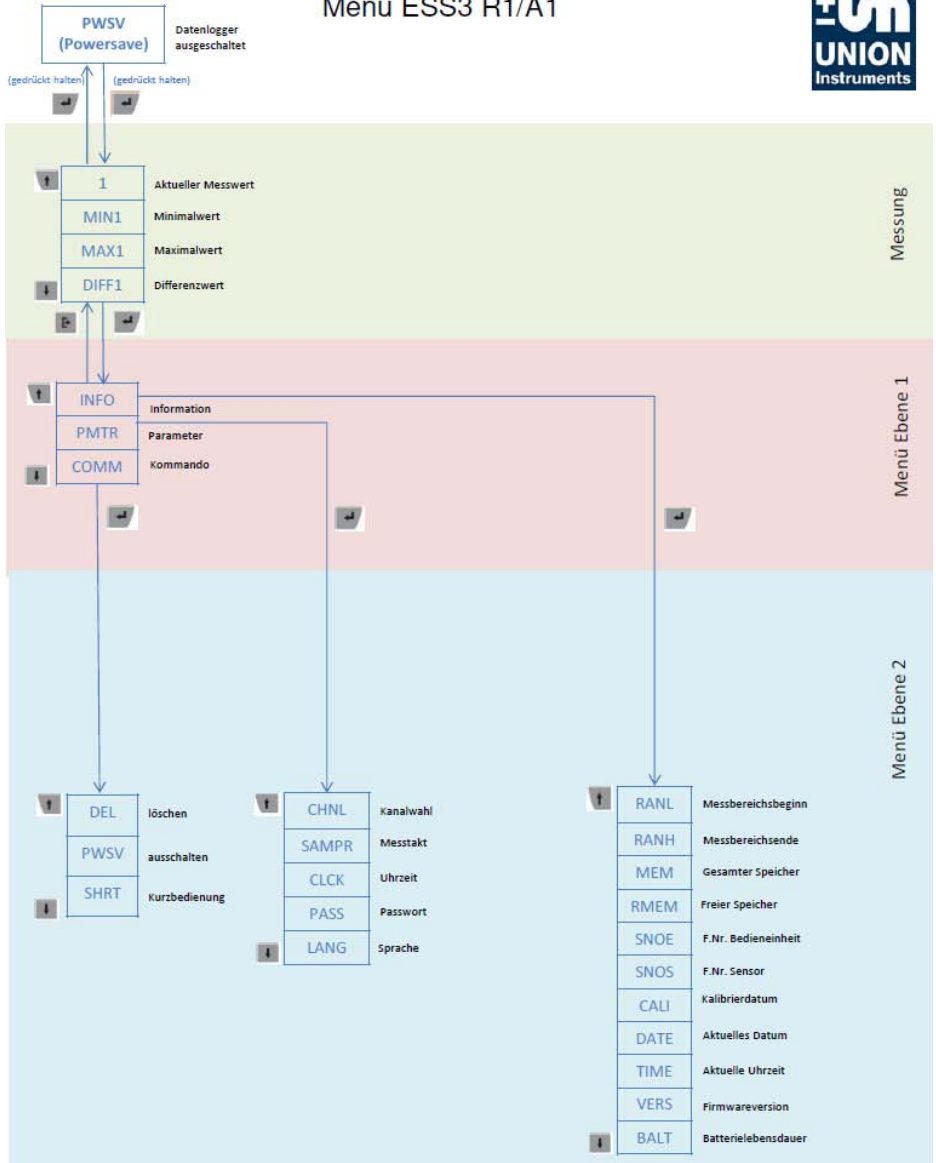 Menü ESS3 R1/A1
UNION
Instruments
PWSV
(Powersave)
Datenlogger
ausgeschaltet
(gedrückt halten)
(gedrückt halten)
1 Aktueller Messwert
MIN1 Minimalwert
MAX1 Maximalwert
DIFF1 Differenzwert
Messung
INFO Information
PMTR Parameter
COMM Kommando
Menü Ebene 1
Menü Ebene 2
DEL löschen
PWSV ausschalten
SHRT Kurzbedienung
CHNL Kanalwahl
SAMPR Messtakt
CLCK Uhrzeit
PASS Passwort
LANG Sprache
RANL Messbereichsbeginn
RANH Messbereichsende
MEM Gesamter Speicher
RMEM Freier Speicher
SNOE F.Nr. Bedieneinheit
SNOS F.Nr. Sensor
CALI Kalibrierdatum
DATE Aktuelles Datum
TIME Aktuelle Uhrzeit
VERS Firmwareversion
BALT Batterielebensdauer